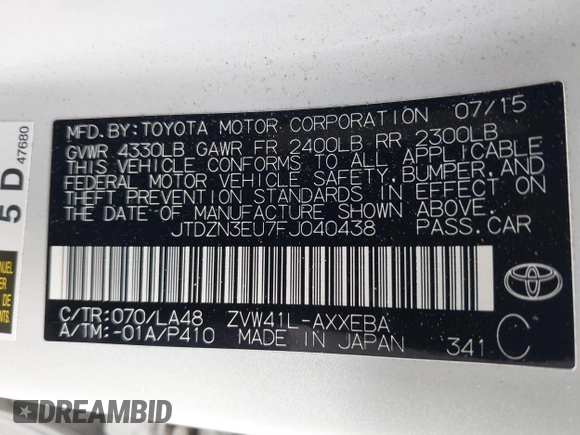 MFD. BY: TOYOTA MOTOR CORPORATION 07/15
GVWR 4330LB GAWR FR 2400LB RR 2300LB
THIS VEHICLE CONFORMS TO ALL APPLICABLE
FEDERAL MOTOR VEHICLE SAFETY, BUMPER, AND
THEFT PREVENTION STANDARDS IN EFFECT ON
THE DATE OF MANUFACTURE SHOWN ABOVE.
JTDZN3EU7FJ040438 PASS.CAR
C/TR: 070/LA48 ZVW41L-AXXEBA
A/TM: -01A/P410 MADE IN JAPAN 341 C
5 D
47680
DREAMBID